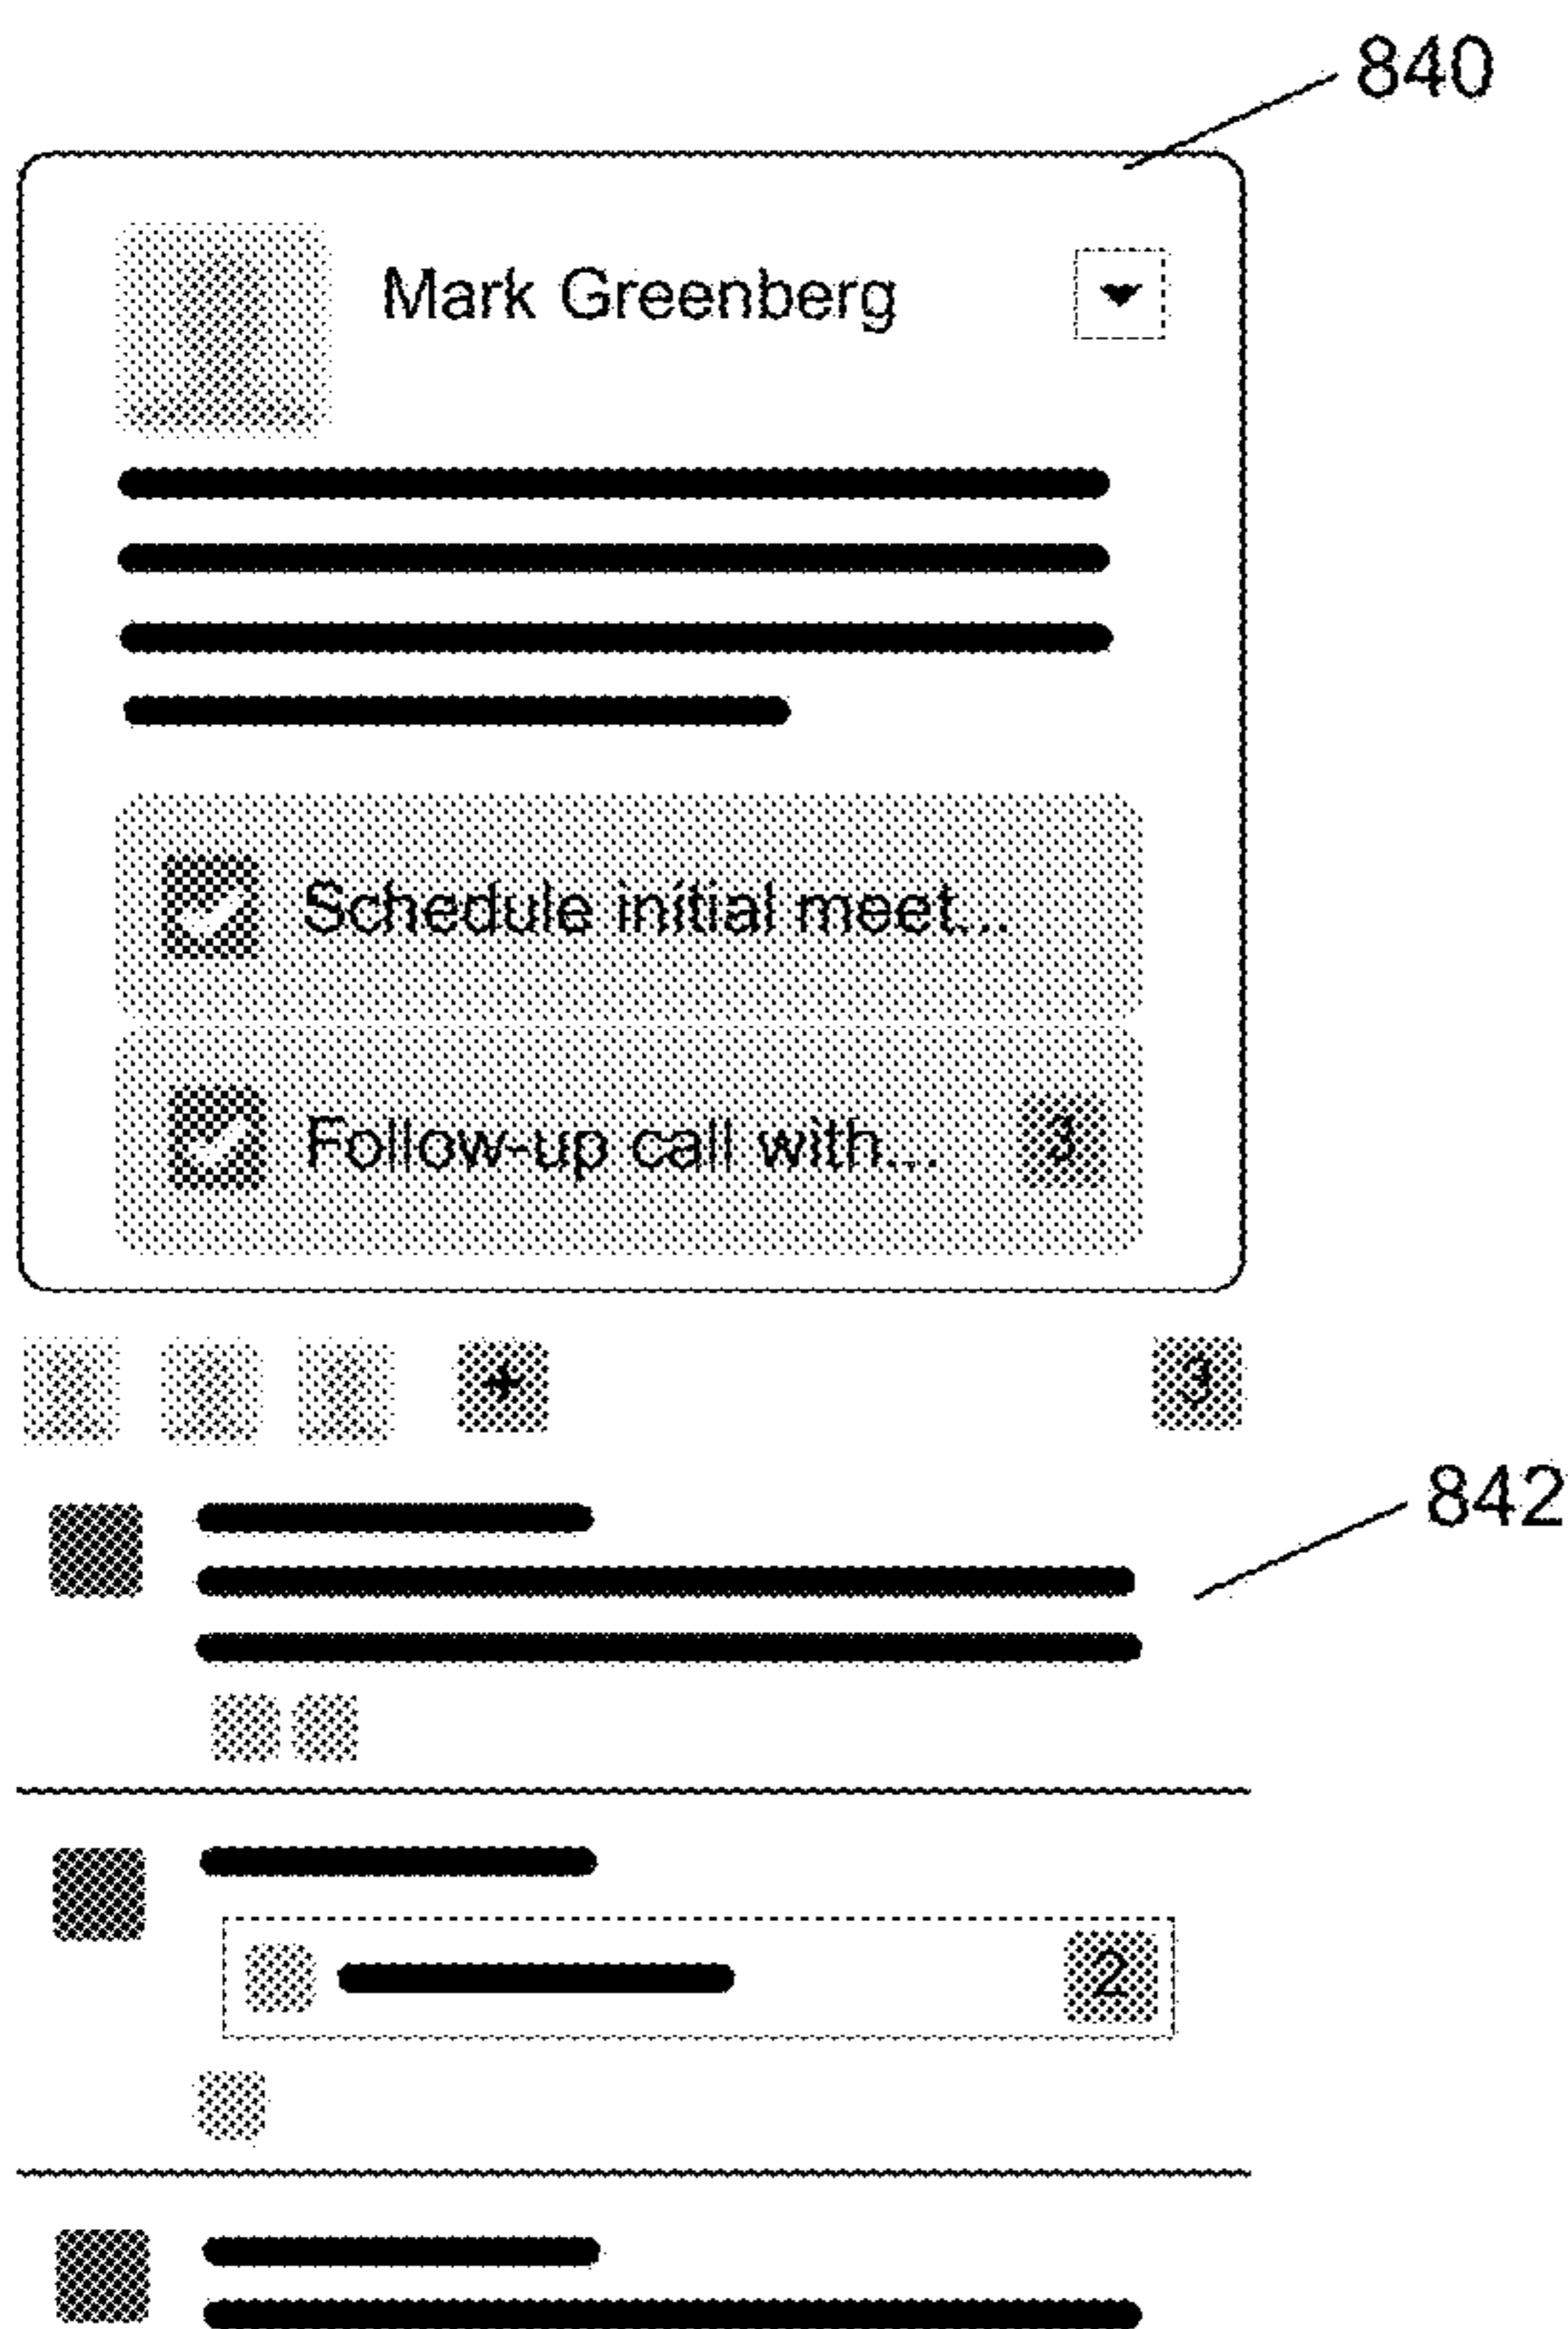 840
Mark Greenberg
Schedule initial meet...
Follow-up call with... 3
+ 3
842
2